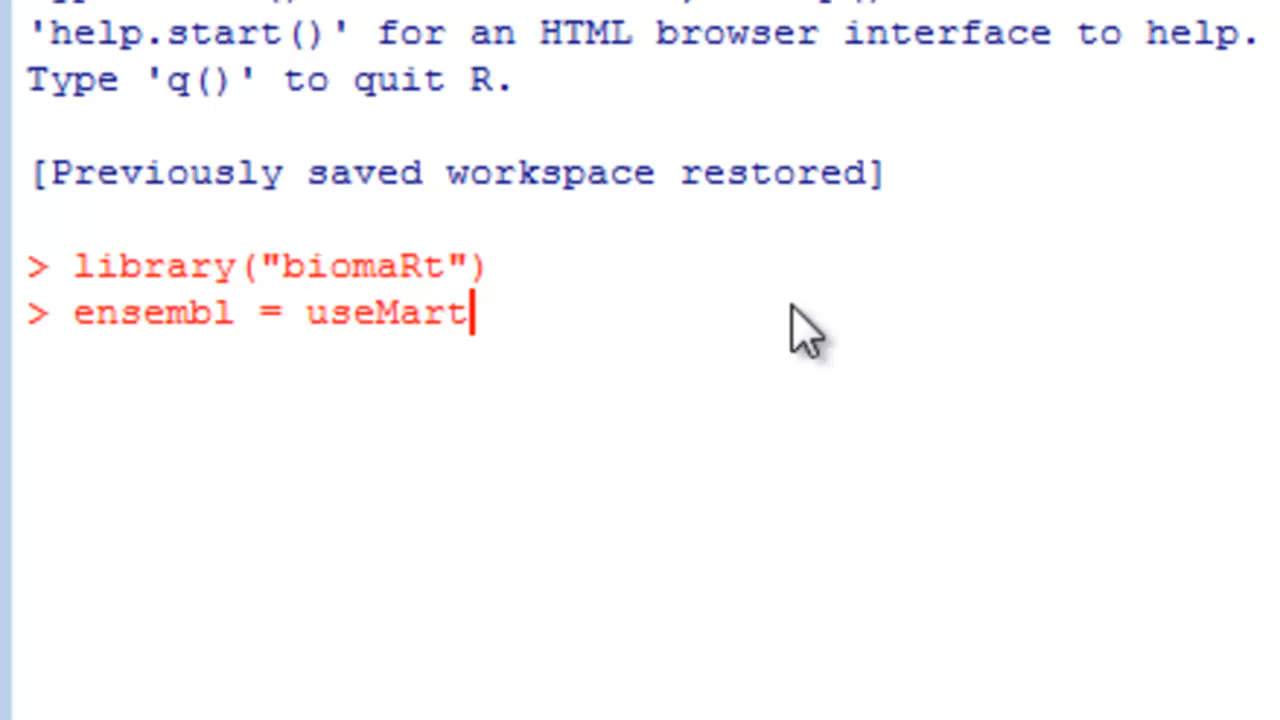 'help.start()' for an HTML browser interface to help.
Type 'q()' to quit R.
[Previously saved workspace restored]
> library("biomaRt")
> ensembl = useMart